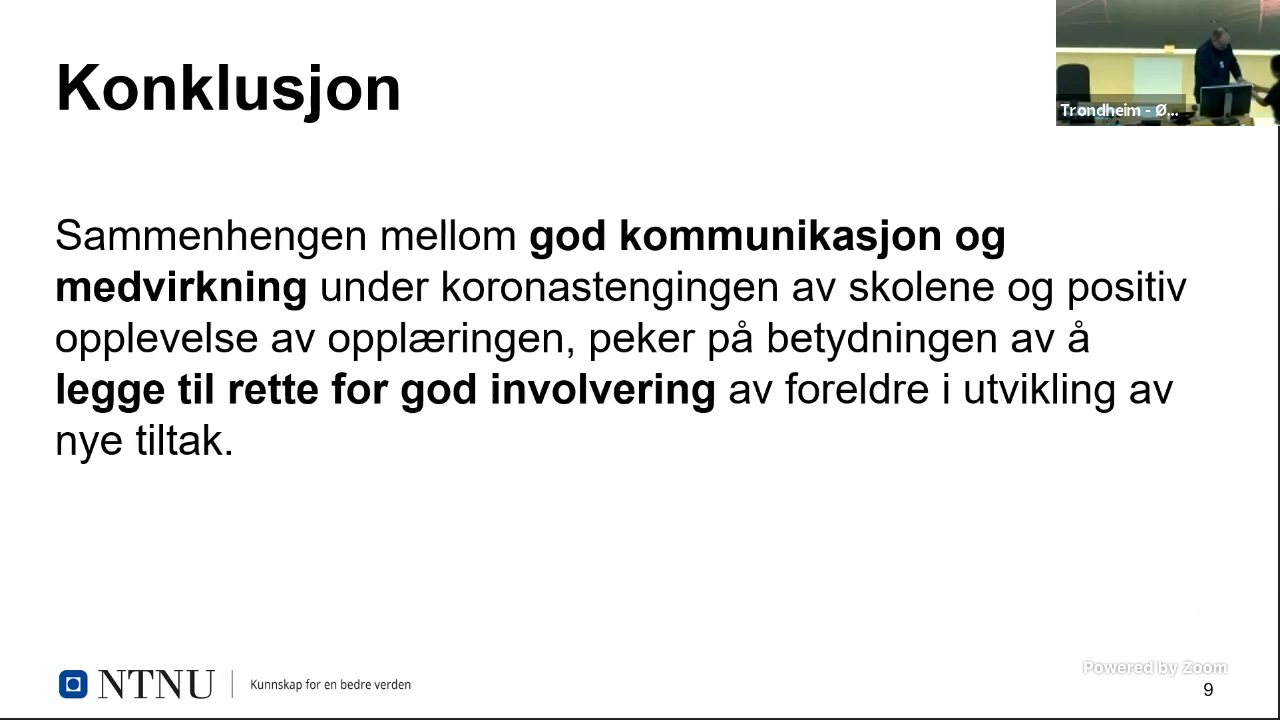 Konklusjon
Trondheim - Ø...
Sammenhengen mellom god kommunikasjon og
medvirkning under koronastengingen av skolene og positiv
opplevelse av opplæringen, peker på betydningen av å
legge til rette for god involvering av foreldre i utvikling av
nye tiltak.
NTNU
Kunnskap for en bedre verden
Powered by Zoom
9